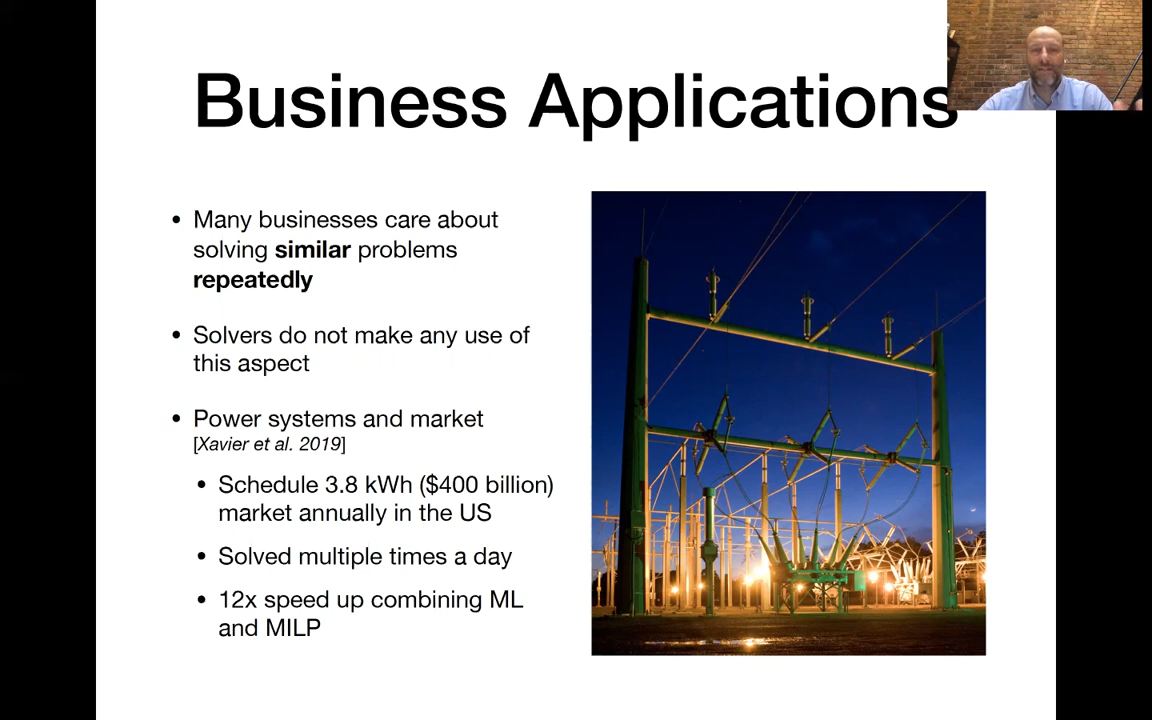 Business Applications
• Many businesses care about
solving similar problems
repeatedly
• Solvers do not make any use of
this aspect
• Power systems and market
[Xavier et al. 2019]
• Schedule 3.8 kWh ($400 billion)
market annually in the US
• Solved multiple times a day
• 12x speed up combining ML
and MILP